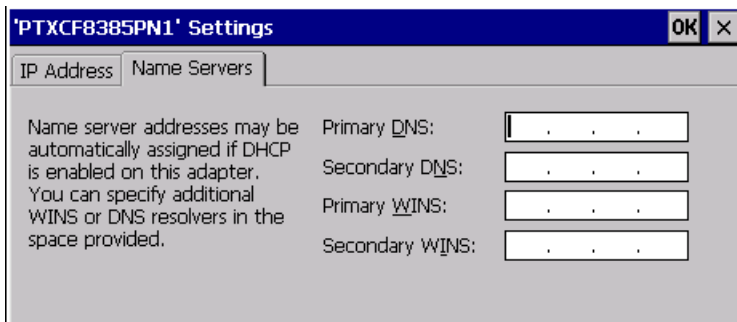 'PTXCF8385PN1' Settings OK ×
IP Address Name Servers
Name server addresses may be
automatically assigned if DHCP
is enabled on this adapter.
You can specify additional
WINS or DNS resolvers in the
space provided.
Primary DNS: . . .
Secondary DNS: . . .
Primary WINS: . . .
Secondary WINS: . . .